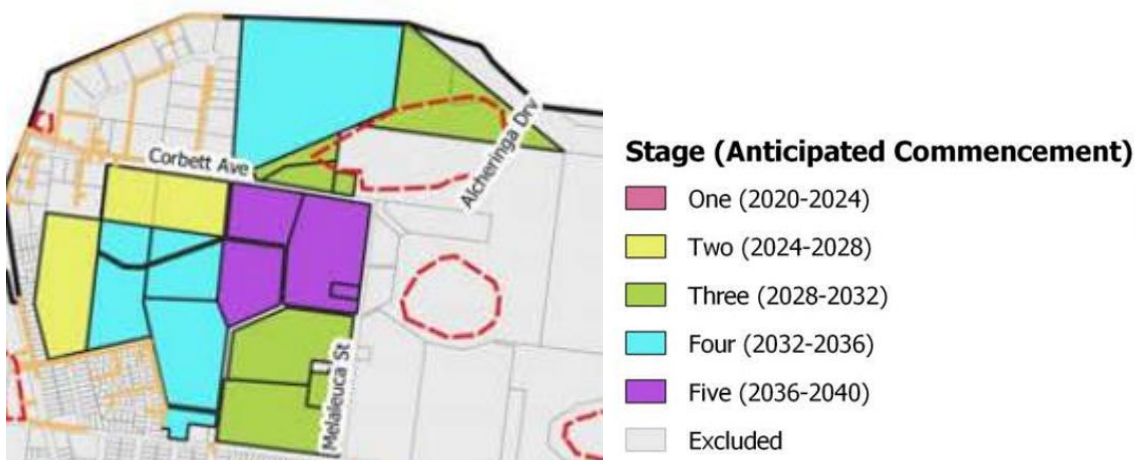 Corbett Ave
Alcheringa Drv
Melaleuca St
Stage (Anticipated Commencement)
One (2020-2024)
Two (2024-2028)
Three (2028-2032)
Four (2032-2036)
Five (2036-2040)
Excluded